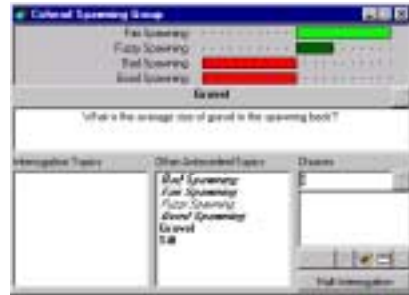 Colored Spawning Group
Fair Spawning
Fuzzy Spawning
Bad Spawning
Good Spawning
Gravel
What is the average size of gravel in the spawning beds?
Interrogation Topics
Other Antecedent Topics
Choices
Bad Spawning
Fair Spawning
Fuzzy Spawning
Good Spawning
Gravel
Silt
Halt Interrogation